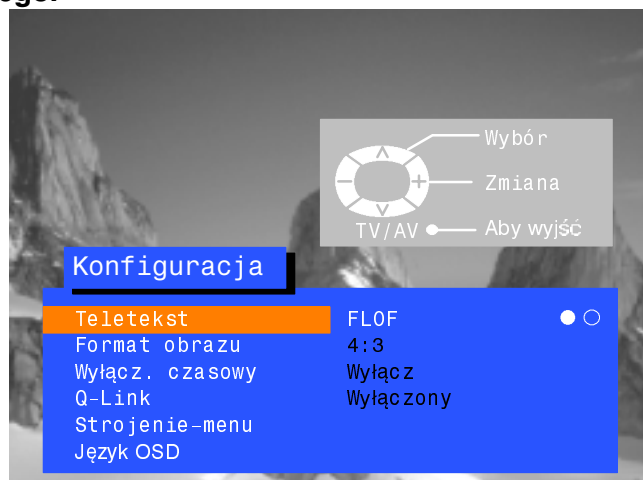 Wybór
Zmiana
TV/AV Aby wyjść
Konfiguracja
Teletekst FLOF
Format obrazu 4:3
Wyłącz. czasowy Wyłącz
Q-Link Wyłączony
Strojenie-menu
Język OSD